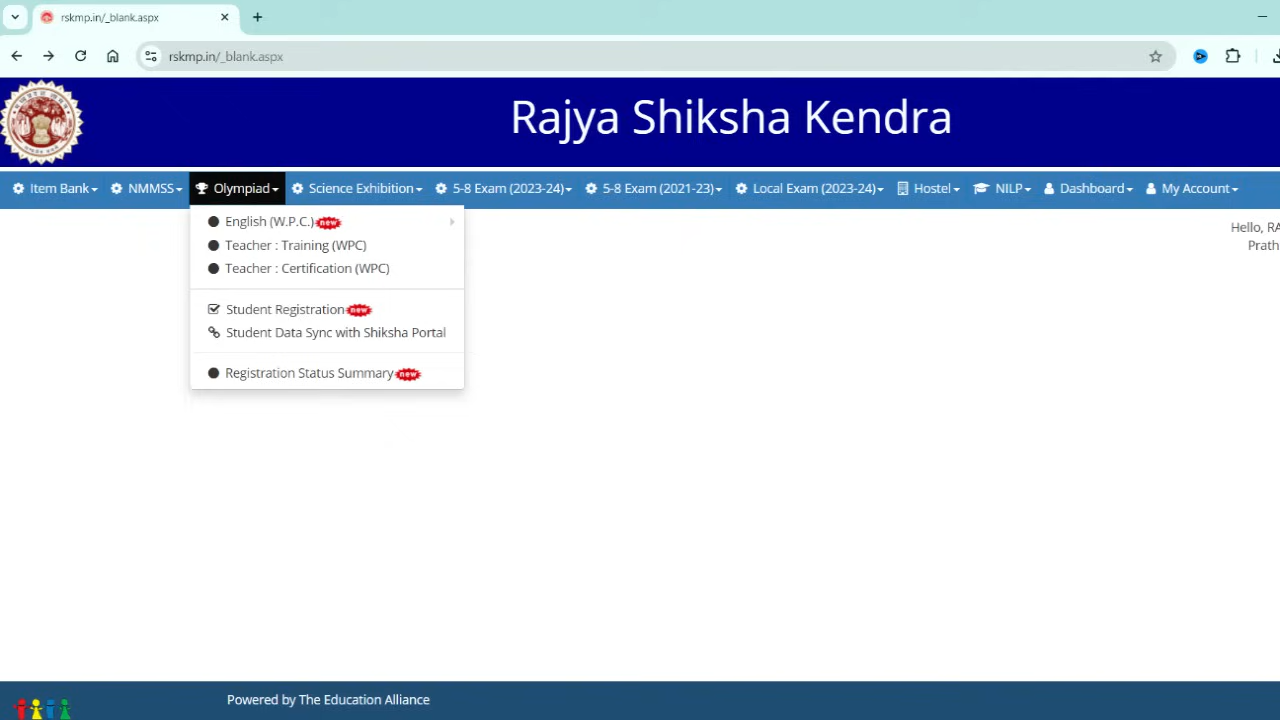 rskmp.in/_blank.aspx
rskmp.in/_blank.aspx
Rajya Shiksha Kendra
Item Bank NMMSS Olympiad Science Exhibition 5-8 Exam (2023-24) 5-8 Exam (2021-23) Local Exam (2023-24) Hostel NILP Dashboard My Account
English (W.P.C.) new
Teacher : Training (WPC)
Teacher : Certification (WPC)
Student Registration new
Student Data Sync with Shiksha Portal
Registration Status Summary new
Hello, RA
Prath
Powered by The Education Alliance